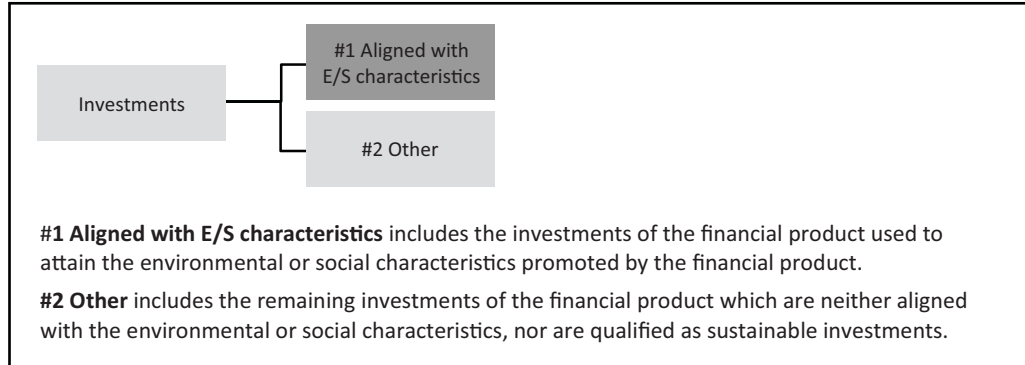 #1 Aligned with
E/S characteristics
Investments
#2 Other
#1 Aligned with E/S characteristics includes the investments of the financial product used to
attain the environmental or social characteristics promoted by the financial product.
#2 Other includes the remaining investments of the financial product which are neither aligned
with the environmental or social characteristics, nor are qualified as sustainable investments.